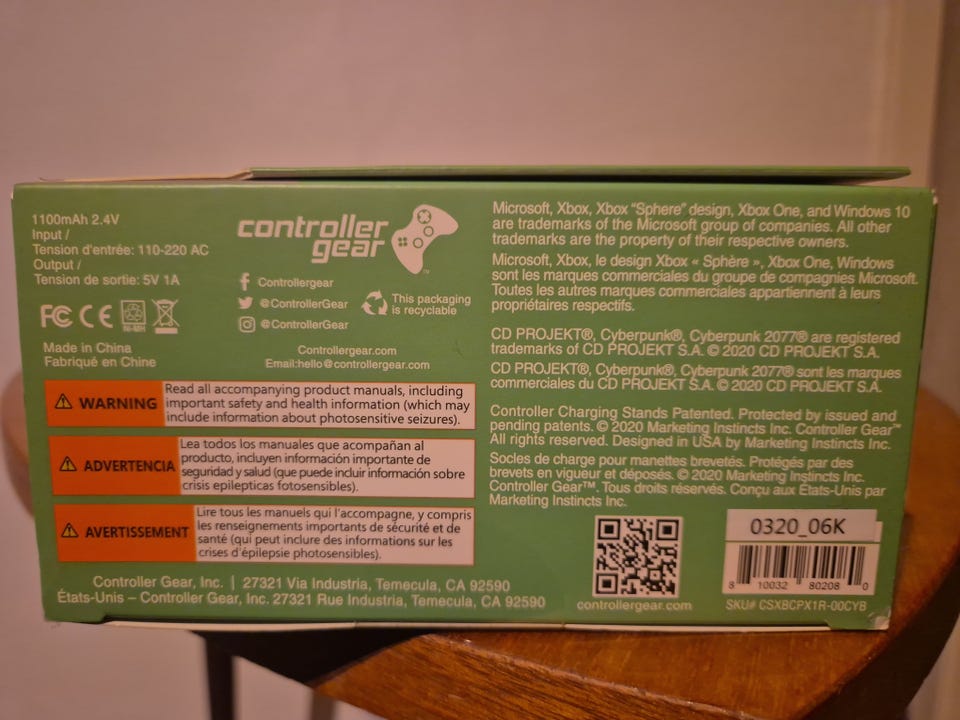 1100mAh 2.4V
Input /
Tension d'entrée: 110-220 AC
Output /
Tension de sortie: 5V 1A
FC CE
Ni-MH
Made in China
Fabriqué en Chine
controller
gear
™
Controllergear
@ControllerGear
@ControllerGear
This packaging
is recyclable
Controllergear.com
Email:hello@controllergear.com
WARNING
Read all accompanying product manuals, including
important safety and health information (which may
include information about photosensitive seizures).
ADVERTENCIA
Lea todos los manuales que acompañan al
producto, incluyen información importante de
seguridad y salud (que puede incluir información sobre
crisis epilepticas fotosensibles).
AVERTISSEMENT
Lire tous les manuels qui l'accompagne, y compris
les renseignements importants de sécurité et de
santé (qui peut inclure des informations sur les
crises d'épilepsie photosensibles).
Controller Gear, Inc. | 27321 Via Industria, Temecula, CA 92590
États-Unis – Controller Gear, Inc. 27321 Rue Industria, Temecula, CA 92590
Microsoft, Xbox, Xbox "Sphere" design, Xbox One, and Windows 10
are trademarks of the Microsoft group of companies. All other
trademarks are the property of their respective owners.
Microsoft, Xbox, le design Xbox « Sphère », Xbox One, Windows
sont les marques commerciales du groupe de compagnies Microsoft.
Toutes les autres marques commerciales appartiennent à leurs
propriétaires respectifs.
CD PROJEKT®, Cyberpunk®, Cyberpunk 2077® are registered
trademarks of CD PROJEKT S.A. © 2020 CD PROJEKT S.A.
CD PROJEKT®, Cyberpunk®, Cyberpunk 2077® sont les marques
commerciales du CD PROJEKT S.A. © 2020 CD PROJEKT S.A.
Controller Charging Stands Patented. Protected by issued and
pending patents. © 2020 Marketing Instincts Inc. Controller Gear™
All rights reserved. Designed in USA by Marketing Instincts Inc.
Socles de charge pour manettes brevetés. Protégés par des
brevets en vigueur et déposés. © 2020 Marketing Instincts Inc.
Controller Gear™. Tous droits réservés. Conçu aux États-Unis par
Marketing Instincts Inc.
controllergear.com
0320_06K
8 10032 80208 0
SKU# CSXBCPX1R-00CYB